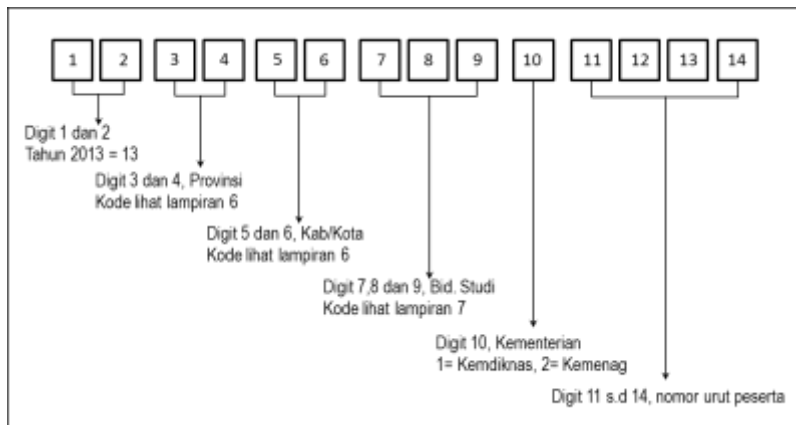 1 2 3 4 5 6 7 8 9 10 11 12 13 14
Digit 1 dan 2
Tahun 2013 = 13
Digit 3 dan 4, Provinsi
Kode lihat lampiran 6
Digit 5 dan 6, Kab/Kota
Kode lihat lampiran 6
Digit 7,8 dan 9, Bid. Studi
Kode lihat lampiran 7
Digit 10, Kementerian
1= Kemdiknas, 2= Kemenag
Digit 11 s.d 14, nomor urut peserta